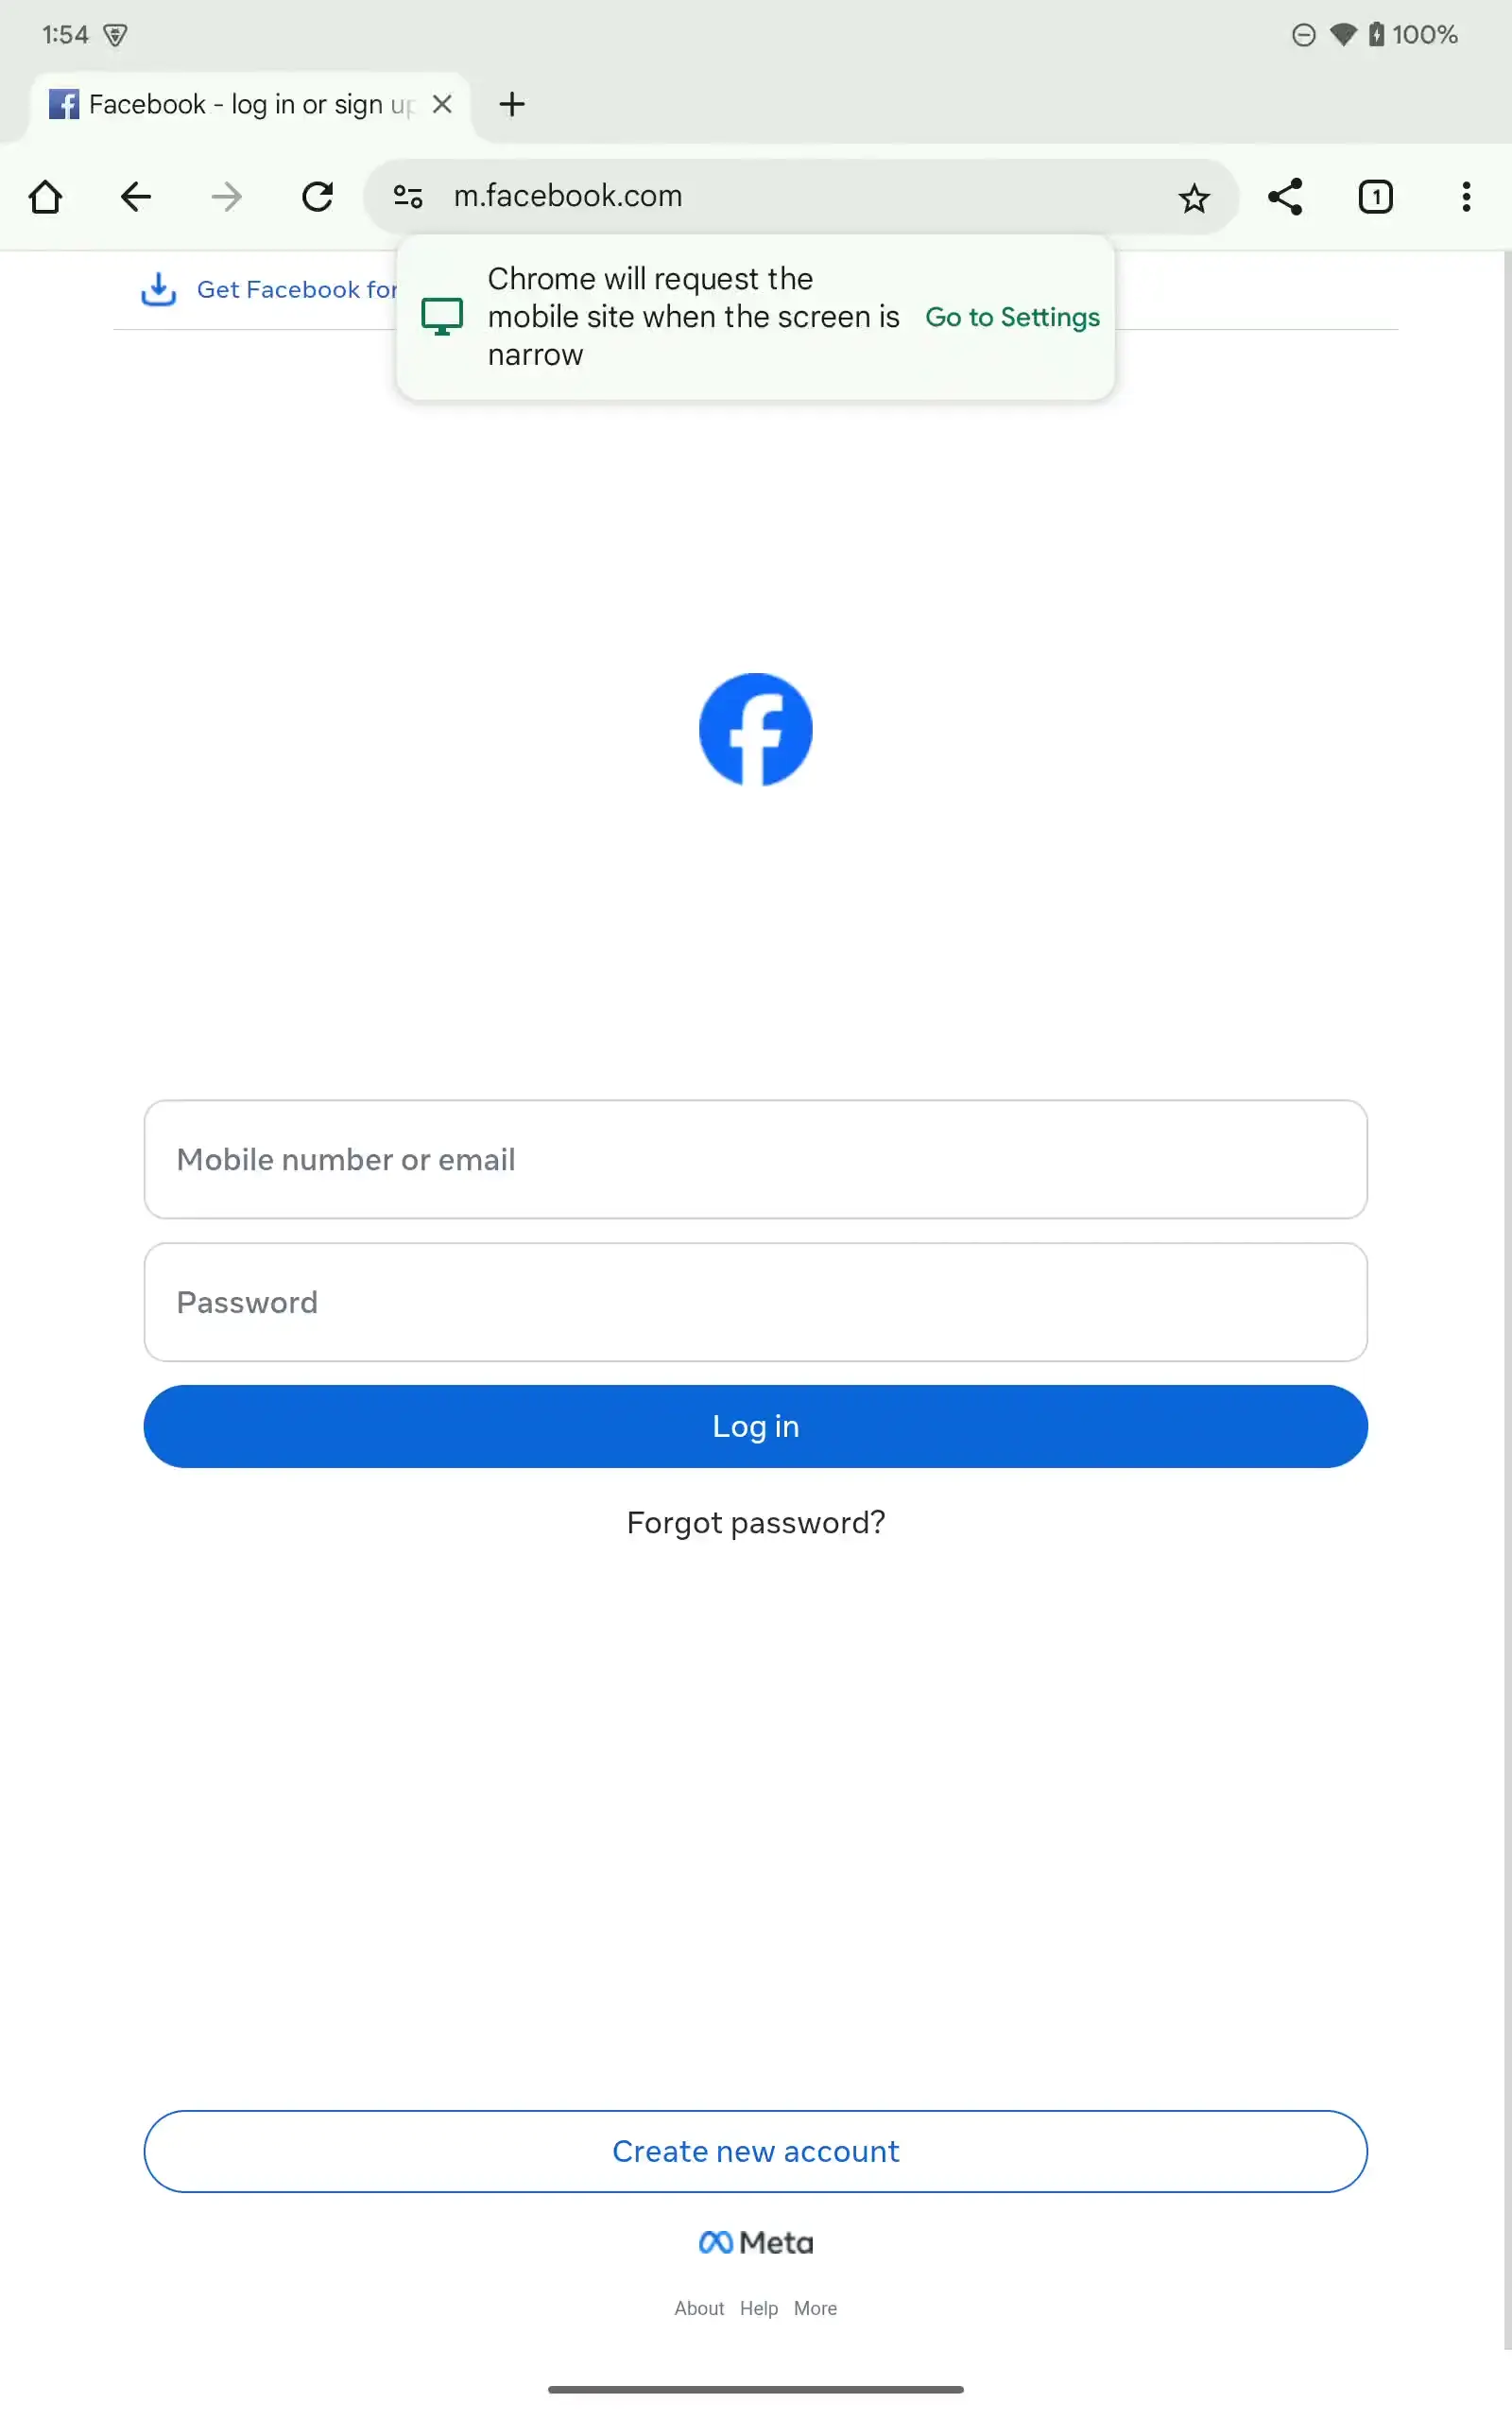 1:54
100%
Facebook - log in or sign up
m.facebook.com
1
Get Facebook for
Chrome will request the
mobile site when the screen is
narrow
Go to Settings
Mobile number or email
Password
Log in
Forgot password?
Create new account
Meta
About Help More